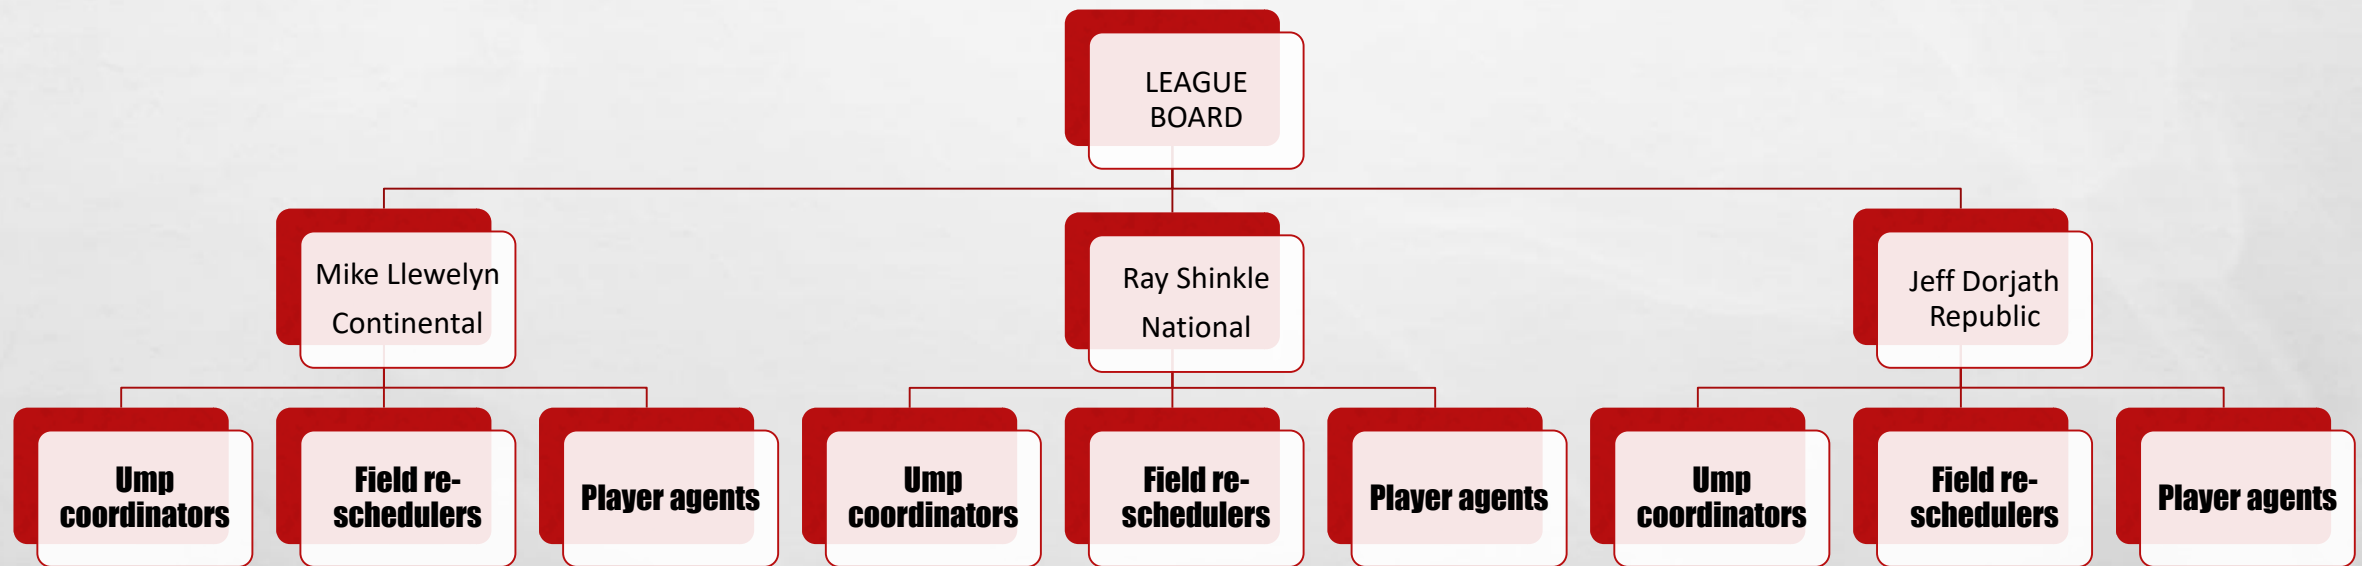 LEAGUE
BOARD
Mike Llewelyn
Continental
Ray Shinkle
National
Jeff Dorjath
Republic
Ump
coordinators
Field re-
schedulers
Player agents
Ump
coordinators
Field re-
schedulers
Player agents
Ump
coordinators
Field re-
schedulers
Player agents